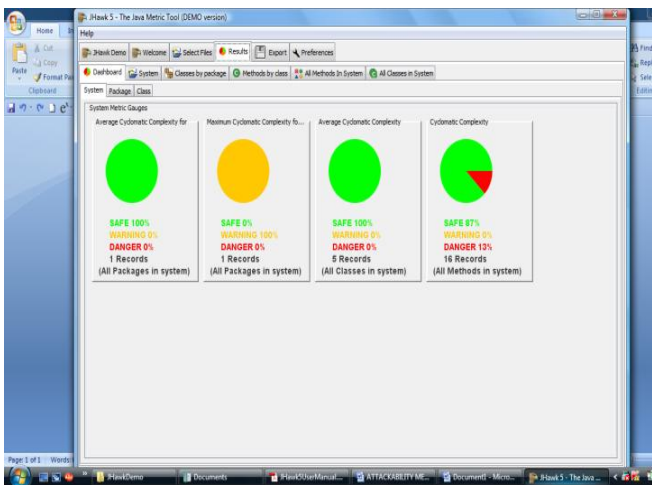 JHawk 5 - The Java Metric Tool (DEMO version)
Home
Help
JHawk Demo Welcome Select Files Results Export Preferences
Cut
Copy
Paste
Format Pai
Clipboard
Find
Repl
Sele
Dashboard System Classes by package Methods by class All Methods In System All Classes in System
System Package Class
System Metric Gauges
Average Cyclomatic Complexity for
SAFE 100%
WARNING 0%
DANGER 0%
1 Records
(All Packages in system)
Maximum Cyclomatic Complexity fo...
SAFE 0%
WARNING 100%
DANGER 0%
1 Records
(All Packages in system)
Average Cyclomatic Complexity
SAFE 100%
WARNING 0%
DANGER 0%
5 Records
(All Classes in system)
Cyclomatic Complexity
SAFE 87%
WARNING 0%
DANGER 13%
16 Records
(All Methods in system)
Page: 1 of 1 Words:
JHawkDemo Documents JHawk5UserManual... ATTACKABILITY ME... Document1 - Micro... JHawk 5 - The Java ...